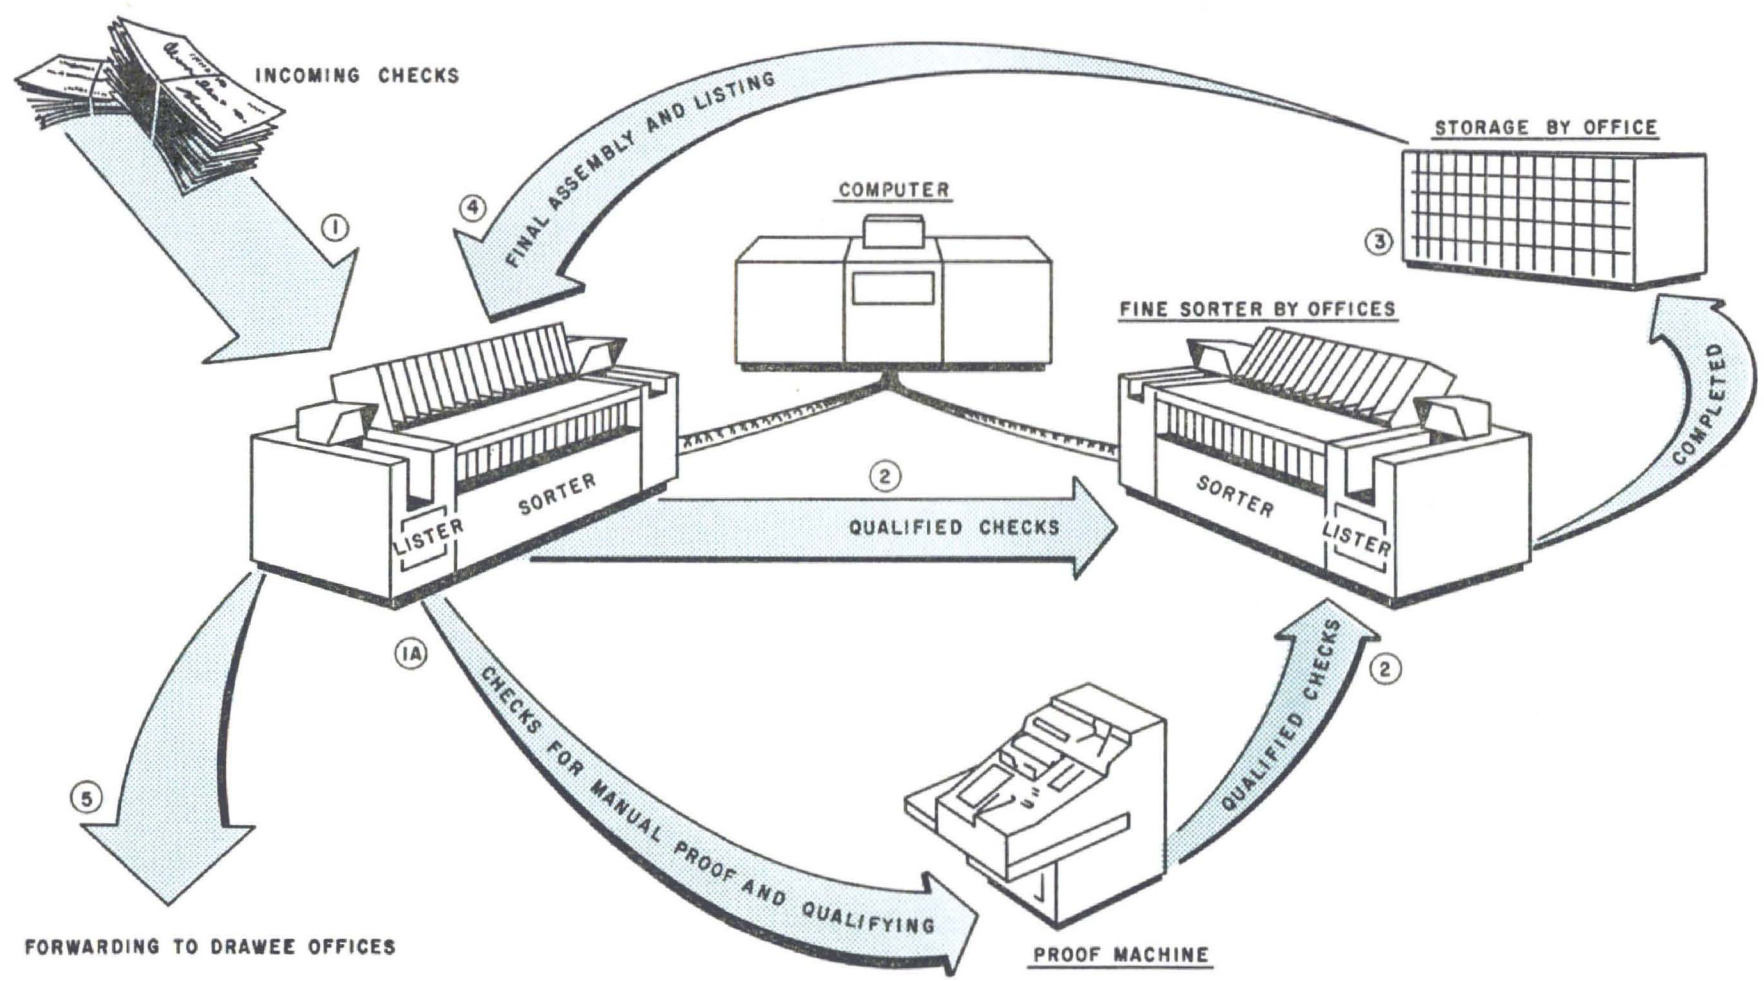 INCOMING CHECKS
1
4
FINAL ASSEMBLY AND LISTING
COMPUTER
STORAGE BY OFFICE
3
FINE SORTER BY OFFICES
COMPLETED
SORTER
LISTER
2
QUALIFIED CHECKS
SORTER
LISTER
1A
CHECKS FOR MANUAL PROOF AND QUALIFYING
QUALIFIED CHECKS
2
5
FORWARDING TO DRAWEE OFFICES
PROOF MACHINE